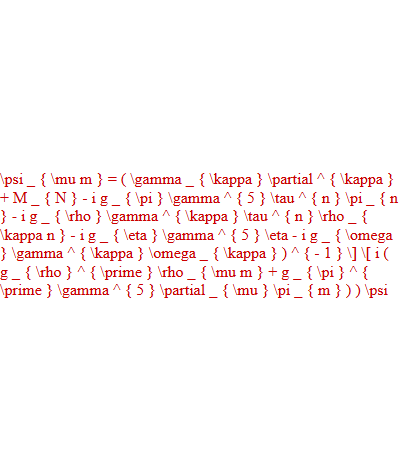 \psi _ { \mu m } = ( \gamma _ { \kappa } \partial ^ { \kappa }
+ M _ { N } - i g _ { \pi } \gamma ^ { 5 } \tau ^ { n } \pi _ { n
} - i g _ { \rho } \gamma ^ { \kappa } \tau ^ { n } \rho _ {
\kappa n } - i g _ { \eta } \gamma ^ { 5 } \eta - i g _ { \omega
} \gamma ^ { \kappa } \omega _ { \kappa } ) ^ { - 1 } \] \[ i (
g _ { \rho } ^ { \prime } \rho _ { \mu m } + g _ { \pi } ^ {
\prime } \gamma ^ { 5 } \partial _ { \mu } \pi _ { m } ) ) \psi